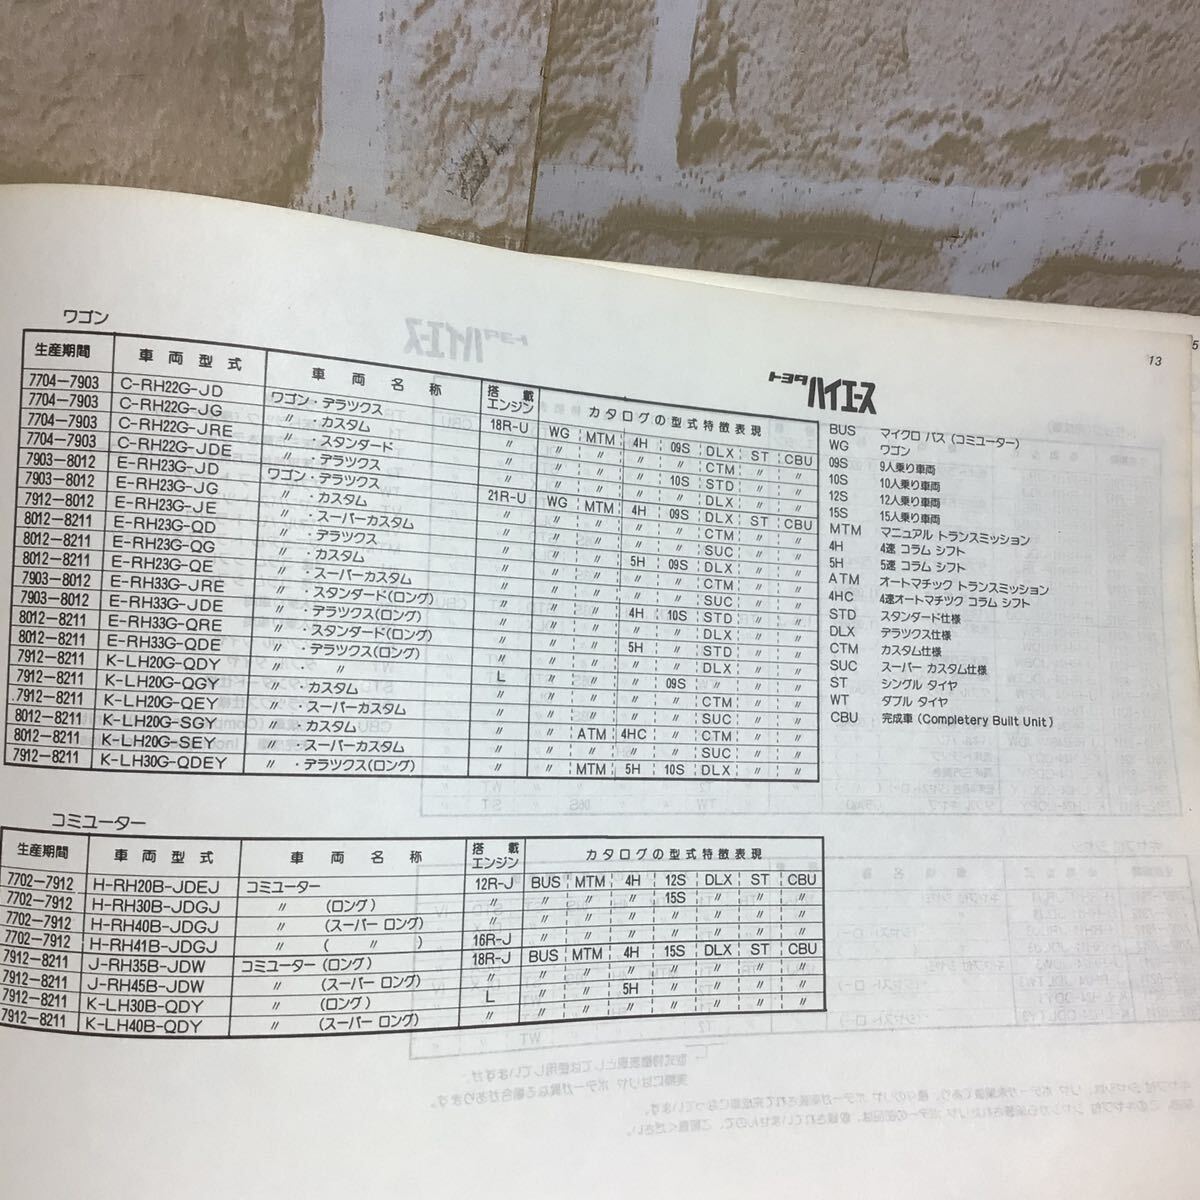 13
5
トヨタ ハイエース
ワゴン
生産期間 車両型式 車両名称 搭載エンジン カタログの型式特徴表現
7704-7903 C-RH22G-JD ワゴン・デラツクス 18R-U WG MTM 4H 09S DLX ST CBU
7704-7903 C-RH22G-JG 〃 ・カスタム 〃 〃 〃 〃 〃 CTM 〃 〃
7704-7903 C-RH22G-JRE 〃 ・スタンダード 〃 〃 〃 〃 10S STD 〃 〃
7704-7903 C-RH22G-JDE 〃 ・デラツクス 〃 〃 〃 〃 〃 DLX 〃 〃
7903-8012 E-RH23G-JD ワゴン・デラツクス 21R-U WG MTM 4H 09S DLX ST CBU
7903-8012 E-RH23G-JG 〃 ・カスタム 〃 〃 〃 〃 〃 CTM 〃 〃
7912-8012 E-RH23G-JE 〃 ・スーパーカスタム 〃 〃 〃 〃 〃 SUC 〃 〃
8012-8211 E-RH23G-QD 〃 ・デラツクス 〃 〃 〃 5H 09S DLX 〃 〃
8012-8211 E-RH23G-QG 〃 ・カスタム 〃 〃 〃 〃 〃 CTM 〃 〃
8012-8211 E-RH23G-QE 〃 ・スーパーカスタム 〃 〃 〃 〃 〃 SUC 〃 〃
7903-8012 E-RH33G-JRE 〃 ・スタンダード(ロング) 〃 〃 〃 4H 10S STD 〃 〃
7903-8012 E-RH33G-JDE 〃 ・デラツクス(ロング) 〃 〃 〃 〃 〃 DLX 〃 〃
8012-8211 E-RH33G-QRE 〃 ・スタンダード(ロング) 〃 〃 〃 5H 〃 STD 〃 〃
8012-8211 E-RH33G-QDE 〃 ・デラツクス(ロング) 〃 〃 〃 〃 〃 DLX 〃 〃
7912-8211 K-LH20G-QDY 〃 ・ 〃 L 〃 〃 〃 09S 〃 〃 〃
7912-8211 K-LH20G-QGY 〃 ・カスタム 〃 〃 〃 〃 〃 CTM 〃 〃
7912-8211 K-LH20G-QEY 〃 ・スーパーカスタム 〃 〃 〃 〃 〃 SUC 〃 〃
8012-8211 K-LH20G-SGY 〃 ・カスタム 〃 〃 ATM 4HC 〃 CTM 〃 〃
8012-8211 K-LH20G-SEY 〃 ・スーパーカスタム 〃 〃 〃 〃 〃 SUC 〃 〃
7912-8211 K-LH30G-QDEY 〃 ・デラツクス(ロング) 〃 〃 MTM 5H 10S DLX 〃 〃
BUS マイクロ バス (コミユーター)
WG ワゴン
09S 9人乗り車両
10S 10人乗り車両
12S 12人乗り車両
15S 15人乗り車両
MTM マニュアル トランスミッション
4H 4速 コラム シフト
5H 5速 コラム シフト
ATM オートマチック トランスミッション
4HC 4速オートマチツク コラム シフト
STD スタンダード仕様
DLX デラツクス仕様
CTM カスタム仕様
SUC スーパー カスタム仕様
ST シングル タイヤ
WT ダブル タイヤ
CBU 完成車 (Completery Built Unit)
コミユーター
生産期間 車両型式 車両名称 搭載エンジン カタログの型式特徴表現
7702-7912 H-RH20B-JDEJ コミユーター 12R-J BUS MTM 4H 12S DLX ST CBU
7702-7912 H-RH30B-JDGJ 〃 (ロング) 〃 〃 〃 〃 15S 〃 〃 〃
7702-7912 H-RH40B-JDGJ 〃 (スーパー ロング) 〃 〃 〃 〃 〃 〃 〃 〃
7702-7912 H-RH41B-JDGJ 〃 ( 〃 ) 16R-J 〃 〃 〃 〃 〃 〃 〃
7912-8211 J-RH35B-JDW コミユーター (ロング) 18R-J BUS MTM 4H 15S DLX ST CBU
7912-8211 J-RH45B-JDW 〃 (スーパー ロング) 〃 〃 〃 〃 〃 〃 〃 〃
7912-8211 K-LH30B-QDY 〃 (ロング) L 〃 〃 5H 〃 〃 〃 〃
7912-8211 K-LH40B-QDY 〃 (スーパー ロング) 〃 〃 〃 〃 〃 〃 〃 〃